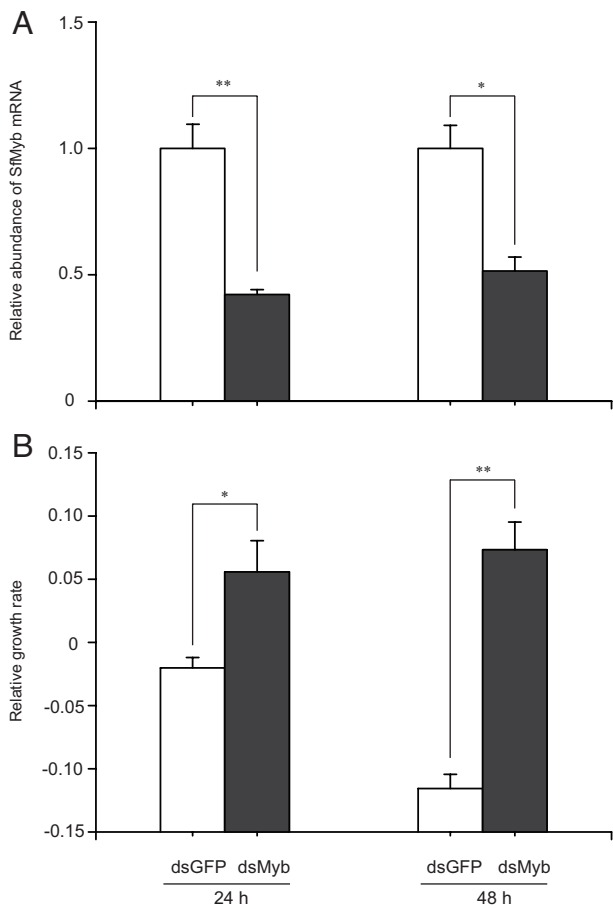 A
Relative abundance of SfMyb mRNA
1.5
1.0
0.5
0
**
*
B
Relative growth rate
0.15
0.10
0.05
0
-0.05
-0.10
-0.15
*
**
dsGFP dsMyb dsGFP dsMyb
24 h 48 h